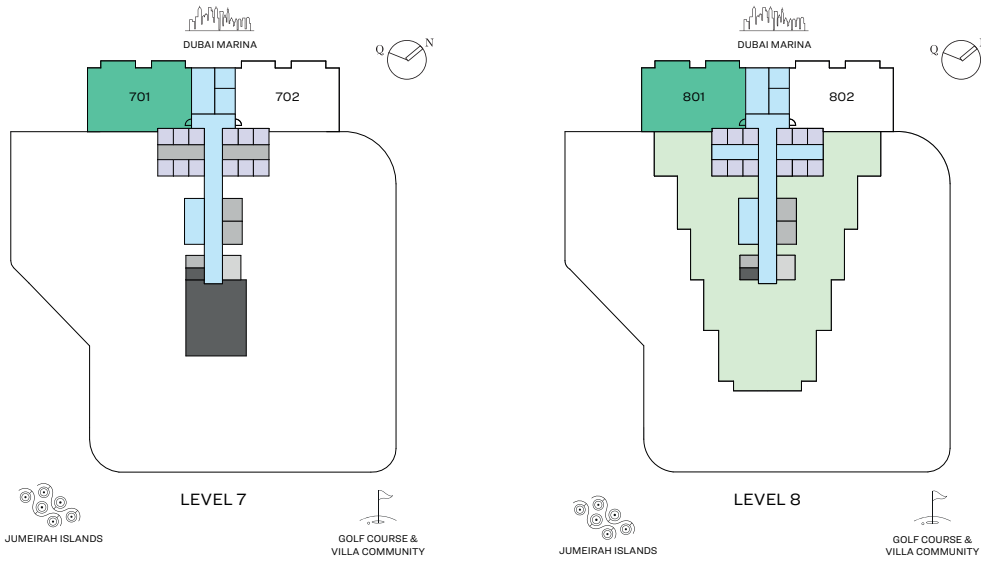 DUBAI MARINA
Q N
701
702
JUMEIRAH ISLANDS
LEVEL 7
GOLF COURSE &
VILLA COMMUNITY
DUBAI MARINA
Q
801
802
JUMEIRAH ISLANDS
LEVEL 8
GOLF COURSE &
VILLA COMMUNITY